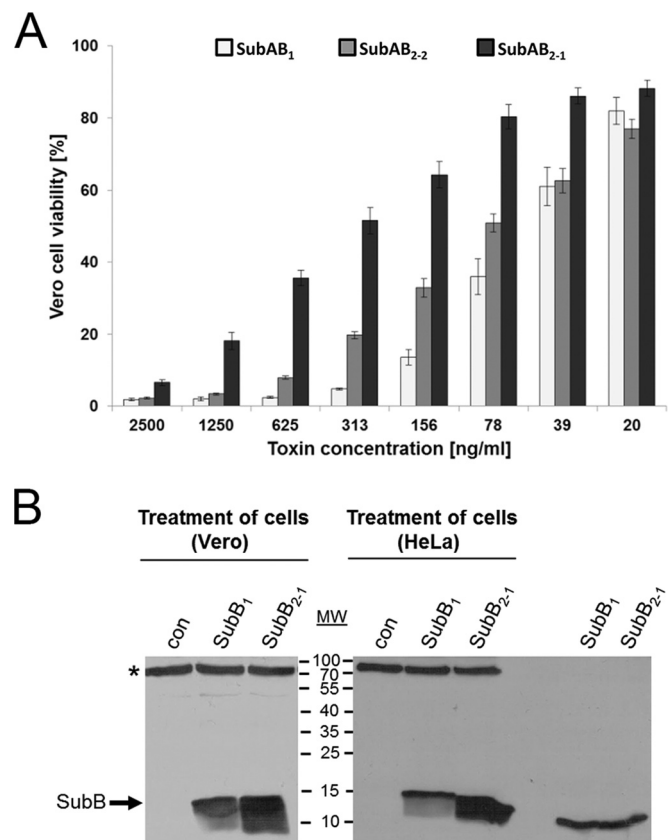 A
SubAB1 SubAB2-2 SubAB2-1
Vero cell viability [%]
100
80
60
40
20
0
2500 1250 625 313 156 78 39 20
Toxin concentration [ng/ml]
B
Treatment of cells (Vero)
Treatment of cells (HeLa)
con SubB1 SubB2-1 MW con SubB1 SubB2-1 SubB1 SubB2-1
*
100
70
55
40
35
25
15
10
SubB